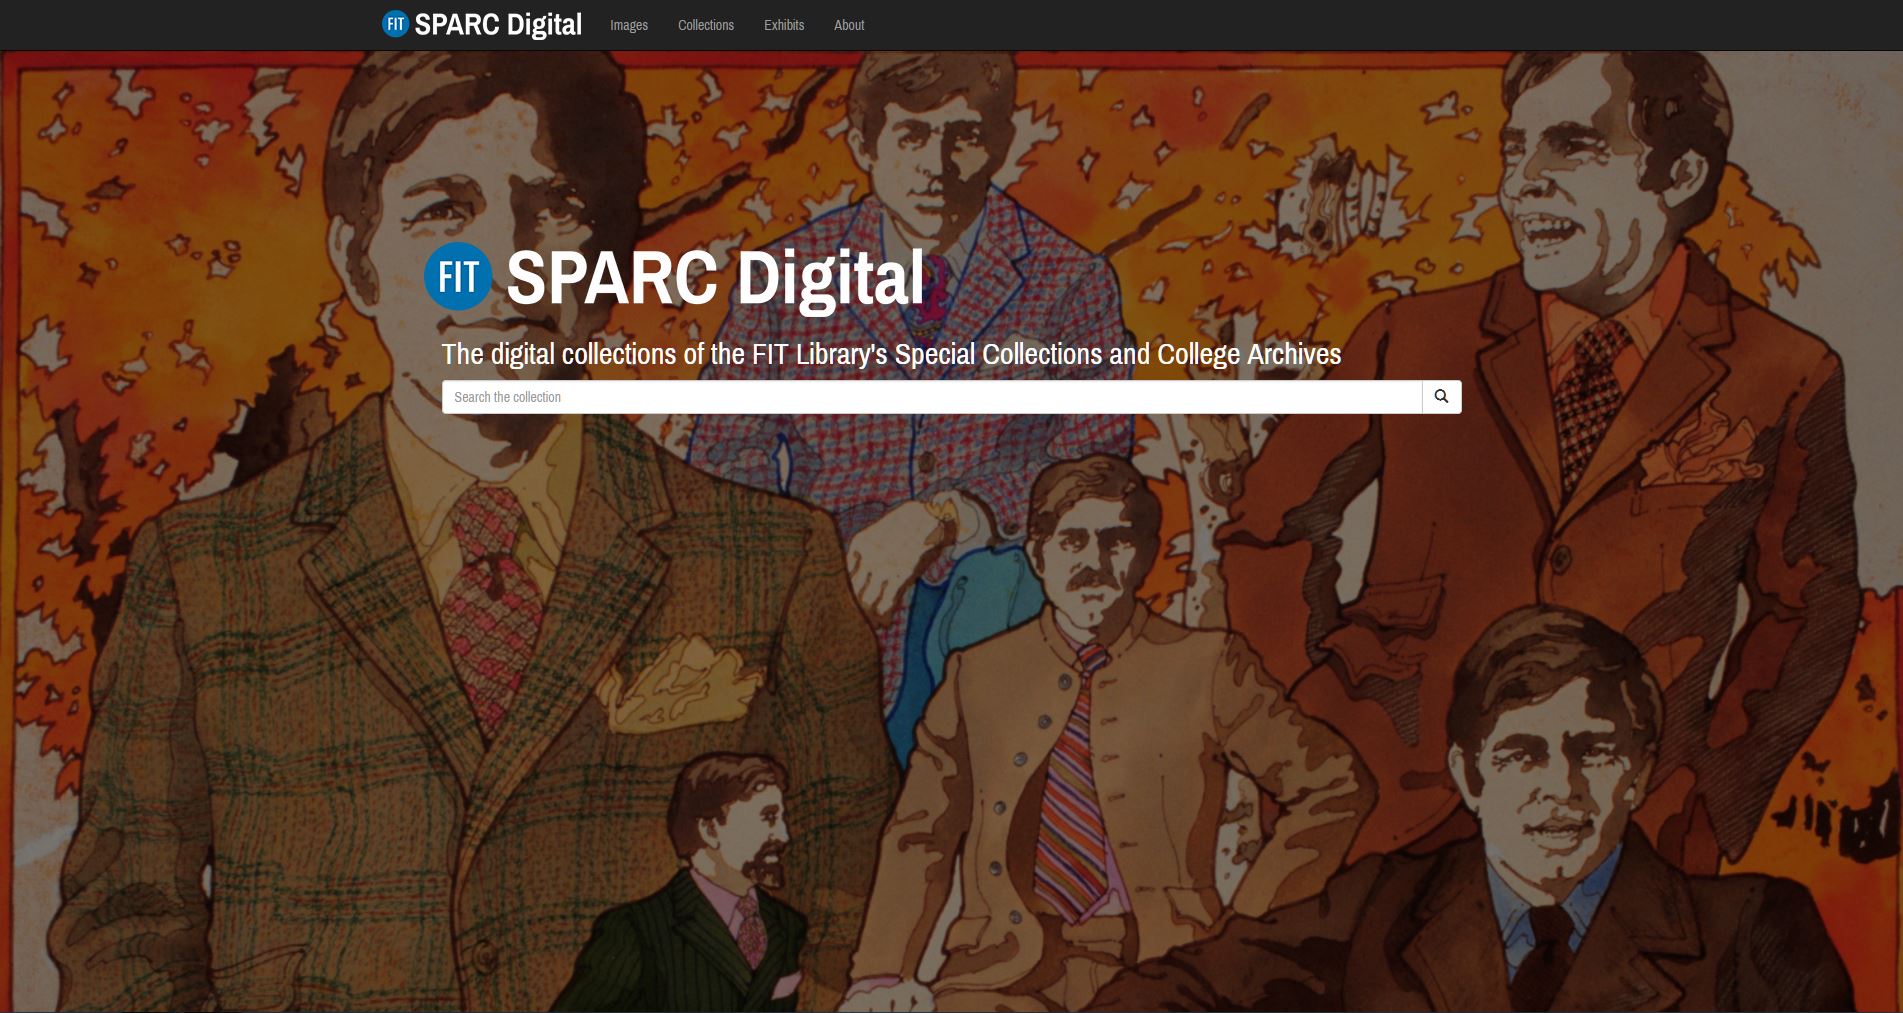 FIT SPARC Digital Images Collections Exhibits About
FIT SPARC Digital
The digital collections of the FIT Library's Special Collections and College Archives
Search the collection